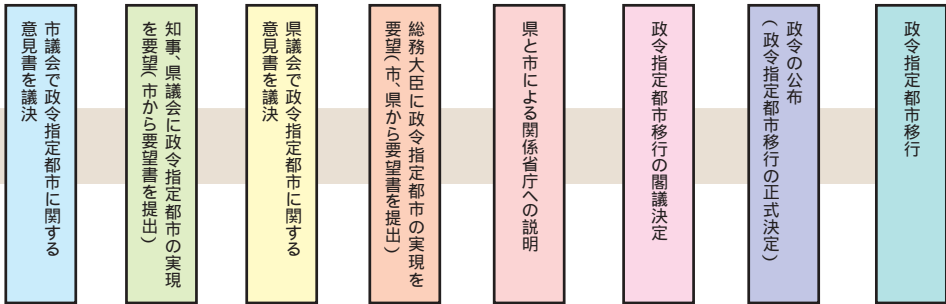 市議会で政令指定都市に関する
意見書を議決
知事、県議会に政令指定都市の実現
を要望(市から要望書を提出)
県議会で政令指定都市に関する
意見書を議決
総務大臣に政令指定都市の実現を
要望(市、県から要望書を提出)
県と市による関係省庁への説明
政令指定都市移行の閣議決定
政令の公布
(政令指定都市移行の正式決定)
政令指定都市移行